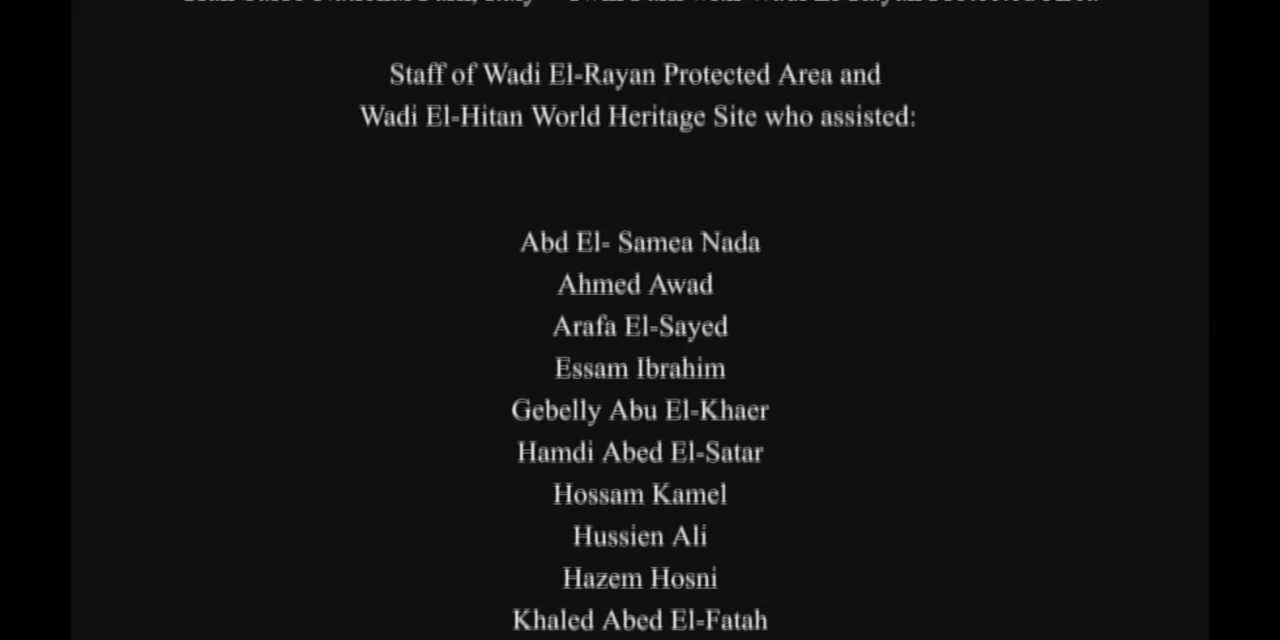 Staff of Wadi El-Rayan Protected Area and
Wadi El-Hitan World Heritage Site who assisted:
Abd El- Samea Nada
Ahmed Awad
Arafa El-Sayed
Essam Ibrahim
Gebelly Abu El-Khaer
Hamdi Abed El-Satar
Hossam Kamel
Hussien Ali
Hazem Hosni
Khaled Abed El-Fatah